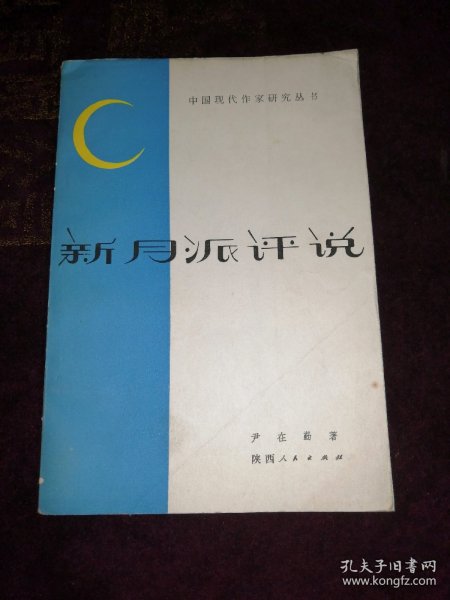 中国现代作家研究丛书
新月派评说
尹在勤著
陕西人民出版社
孔夫子旧书网
www.kongfz.com